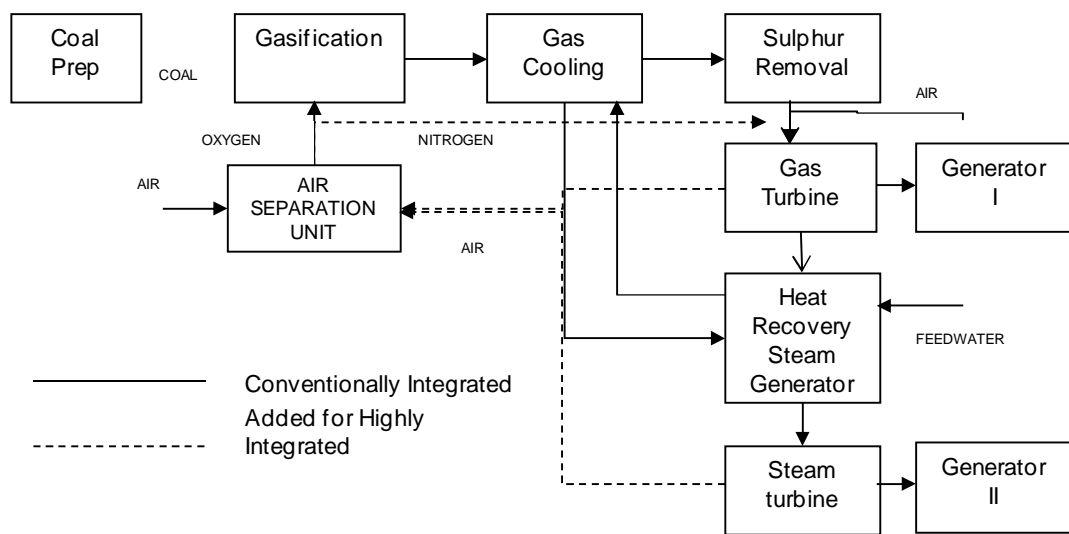 Coal
Prep
COAL
Gasification
Gas
Cooling
Sulphur
Removal
AIR
OXYGEN
NITROGEN
AIR
AIR
SEPARATION
UNIT
AIR
Gas
Turbine
Generator
I
Heat
Recovery
Steam
Generator
FEEDWATER
Conventionally Integrated
Added for Highly
Integrated
Steam
turbine
Generator
II